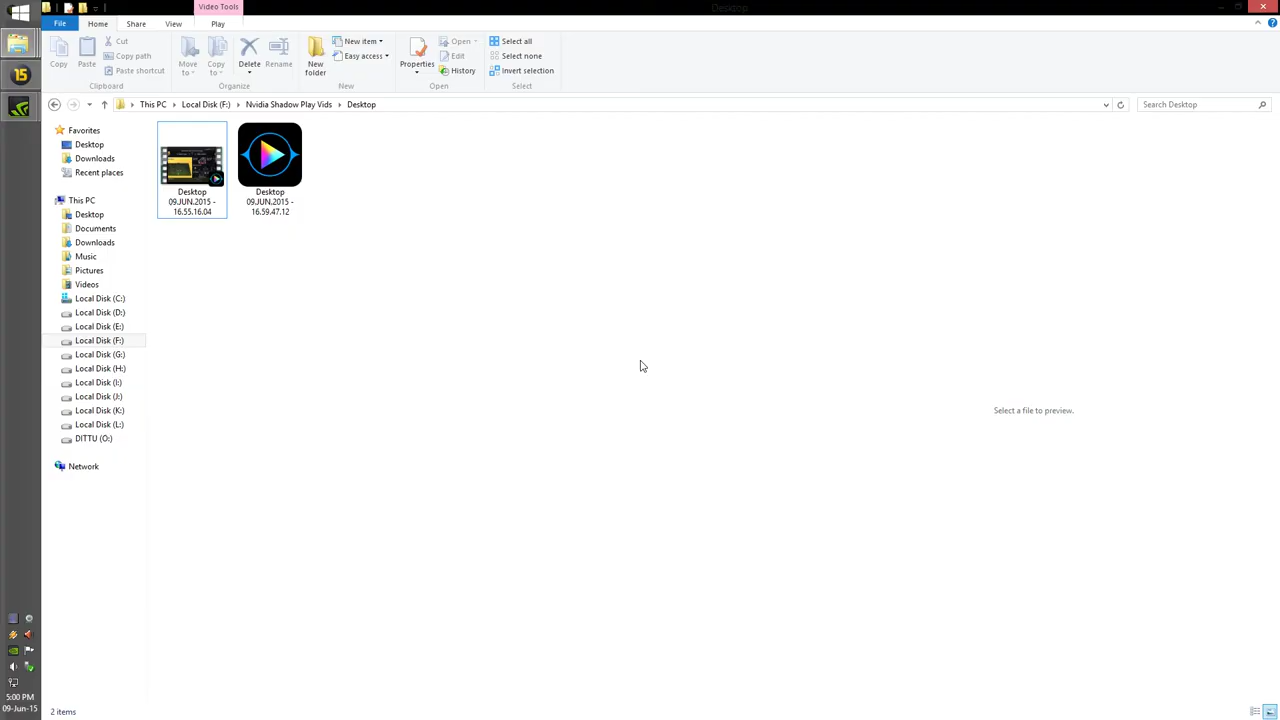 Video Tools
Desktop
File Home Share View Play
Copy
Paste
Cut
Copy path
Paste shortcut
Clipboard
Move to
Copy to
Delete
Rename
Organize
New folder
New item
Easy access
New
Properties
Open
Edit
History
Open
Select all
Select none
Invert selection
Select
This PC Local Disk (F:) Nvidia Shadow Play Vids Desktop
Search Desktop
Favorites
Desktop
Downloads
Recent places
This PC
Desktop
Documents
Downloads
Music
Pictures
Videos
Local Disk (C:)
Local Disk (D:)
Local Disk (E:)
Local Disk (F:)
Local Disk (G:)
Local Disk (H:)
Local Disk (I:)
Local Disk (J:)
Local Disk (K:)
Local Disk (L:)
DITTU (O:)
Network
Desktop
09.JUN.2015 -
16.55.16.04
Desktop
09.JUN.2015 -
16.59.47.12
Select a file to preview.
15
5:00 PM
09-Jun-15
2 items